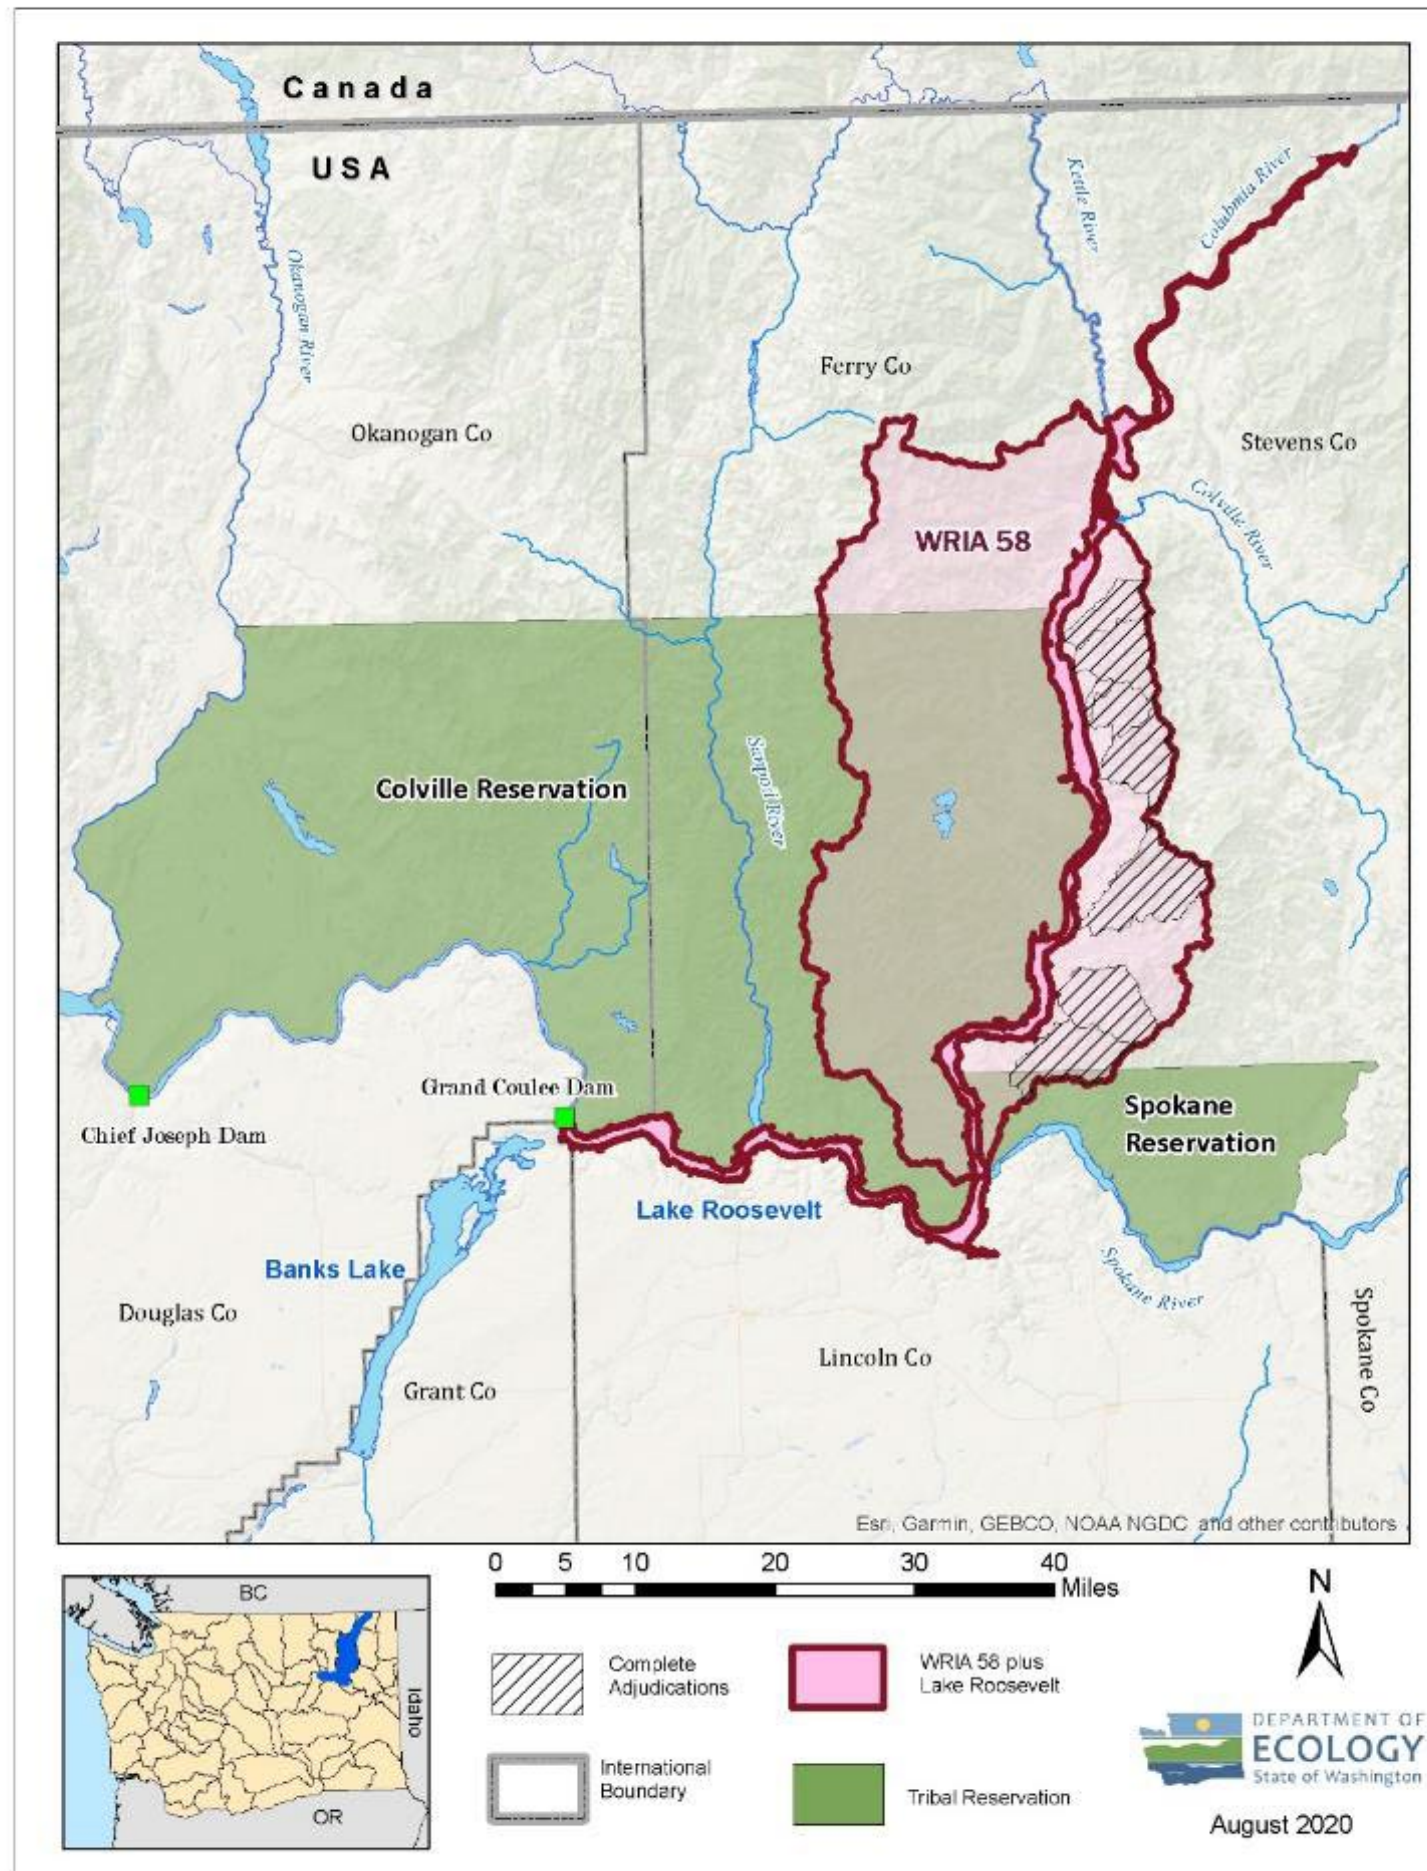 Canada
USA
Kettle River
Colubmia River
Okanogan River
Ferry Co
Okanogan Co
Stevens Co
Colville River
WRIA 58
Sanpoil River
Colville Reservation
Grand Coulee Dam
Chief Joseph Dam
Spokane
Reservation
Lake Roosevelt
Banks Lake
Spokane River
Douglas Co
Spokane Co
Lincoln Co
Grant Co
Esri, Garmin, GEBCO, NOAA NGDC and other contributors
0 5 10 20 30 40
Miles
N
BC
Idaho
OR
Complete
Adjudications
WRIA 58 plus
Lake Roosevelt
International
Boundary
Tribal Reservation
DEPARTMENT OF
ECOLOGY
State of Washington
August 2020